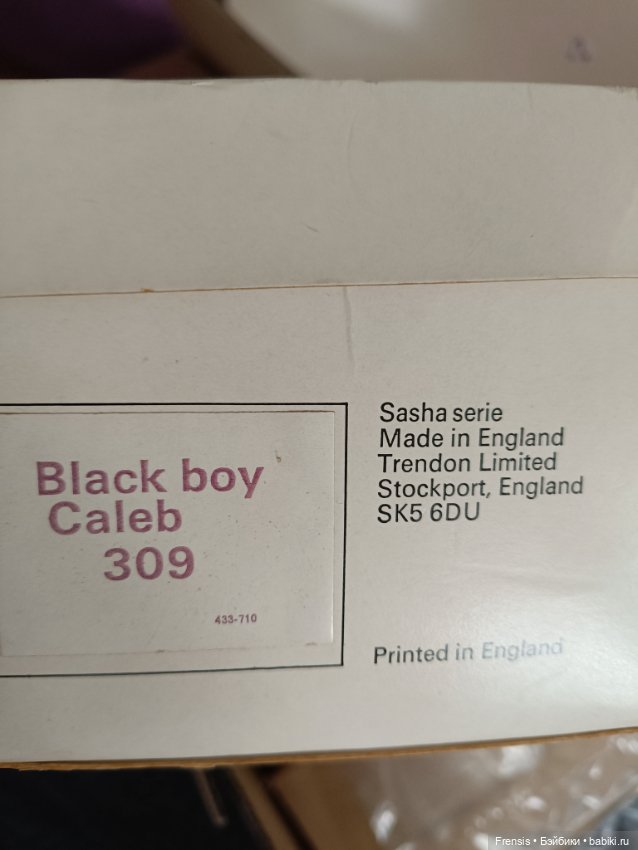 Black boy
Caleb
309
433-710
Sasha serie
Made in England
Trendon Limited
Stockport, England
SK5 6DU
Printed in England
Frensis • Бэйбики • babiki.ru